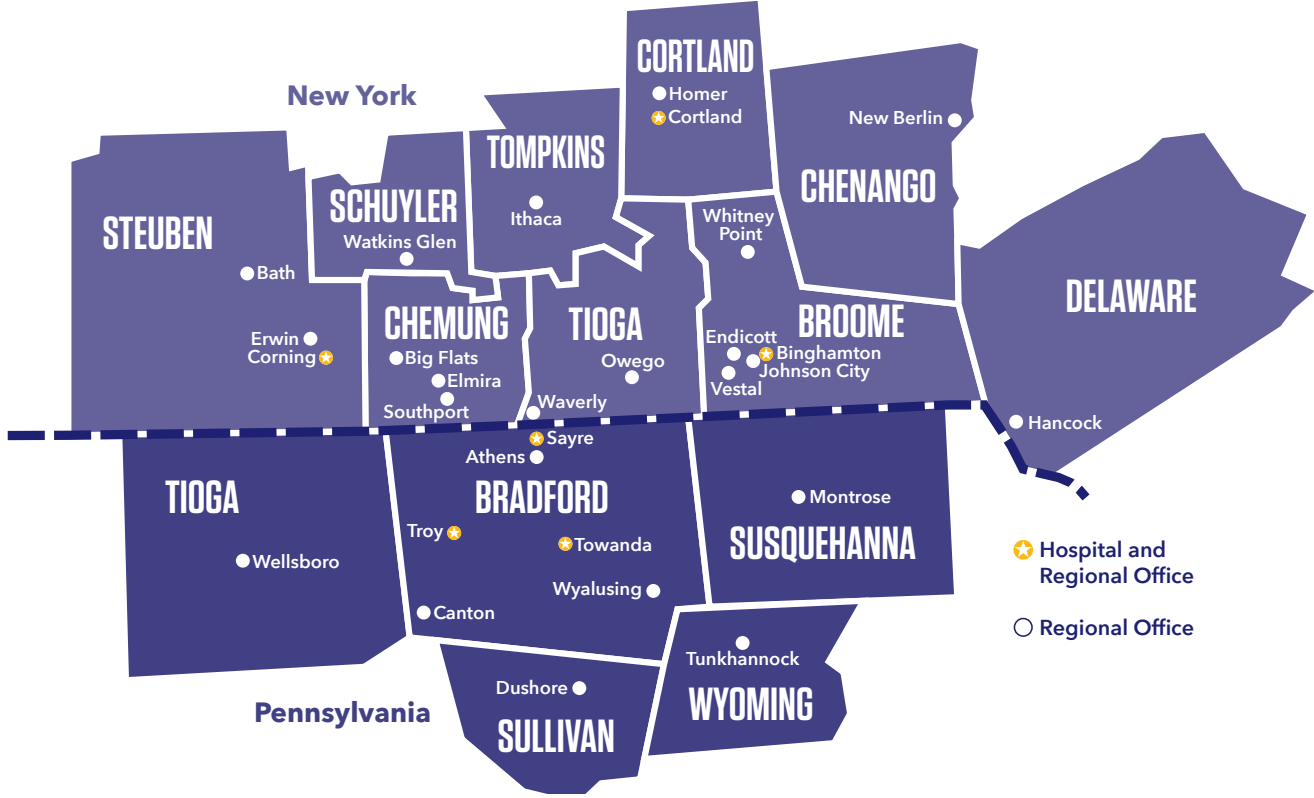 New York
CORTLAND
Homer
Cortland
New Berlin
CHENANGO
TOMPKINS
Ithaca
SCHUYLER
Watkins Glen
STEUBEN
Bath
Erwin
Corning
Whitney
Point
DELAWARE
CHEMUNG
Big Flats
Elmira
Southport
TIOGA
Owego
Waverly
BROOME
Endicott
Binghamton
Johnson City
Vestal
Hancock
Sayre
Athens
TIOGA
Wellsboro
BRADFORD
Troy
Towanda
Wyalusing
Canton
Montrose
SUSQUEHANNA
Tunkhannock
WYOMING
Dushore
SULLIVAN
Pennsylvania
Hospital and
Regional Office
Regional Office